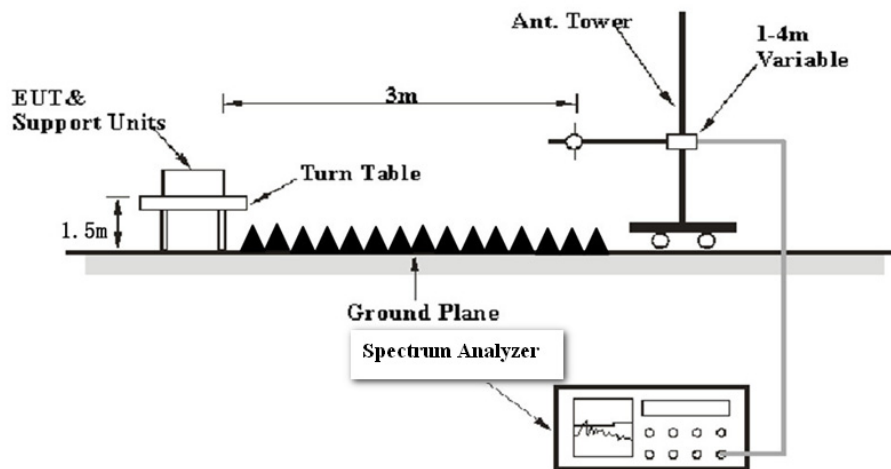 Ant. Tower
1-4m
Variable
3m
EUT&
Support Units
Turn Table
1.5m
Ground Plane
Spectrum Analyzer